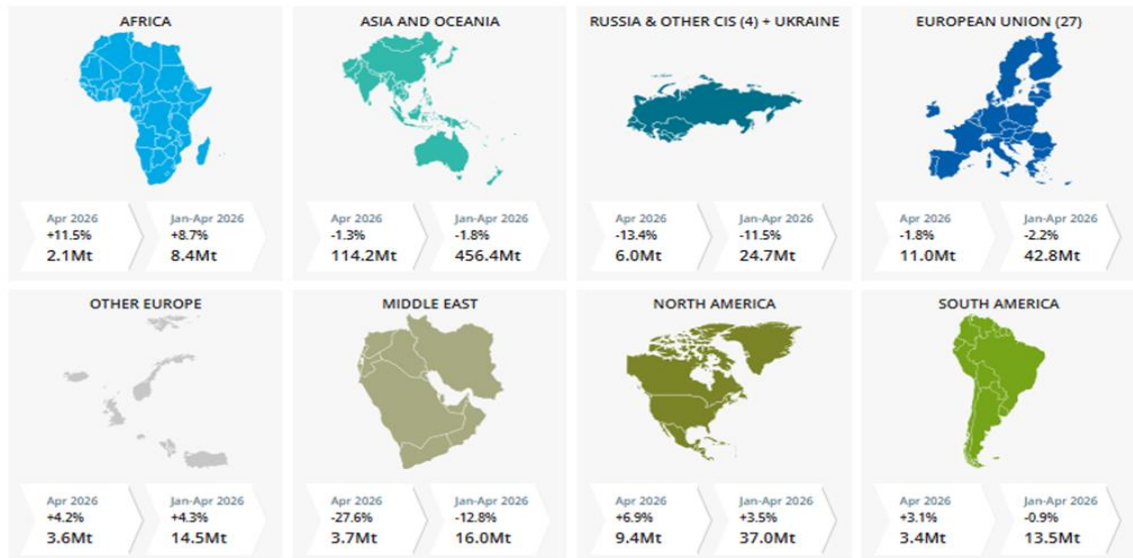 AFRICA
Apr 2026
+11.5%
2.1Mt
Jan-Apr 2026
+8.7%
8.4Mt
ASIA AND OCEANIA
Apr 2026
-1.3%
114.2Mt
Jan-Apr 2026
-1.8%
456.4Mt
RUSSIA & OTHER CIS (4) + UKRAINE
Apr 2026
-13.4%
6.0Mt
Jan-Apr 2026
-11.5%
24.7Mt
EUROPEAN UNION (27)
Apr 2026
-1.8%
11.0Mt
Jan-Apr 2026
-2.2%
42.8Mt
OTHER EUROPE
Apr 2026
+4.2%
3.6Mt
Jan-Apr 2026
+4.3%
14.5Mt
MIDDLE EAST
Apr 2026
-27.6%
3.7Mt
Jan-Apr 2026
-12.8%
16.0Mt
NORTH AMERICA
Apr 2026
+6.9%
9.4Mt
Jan-Apr 2026
+3.5%
37.0Mt
SOUTH AMERICA
Apr 2026
+3.1%
3.4Mt
Jan-Apr 2026
-0.9%
13.5Mt